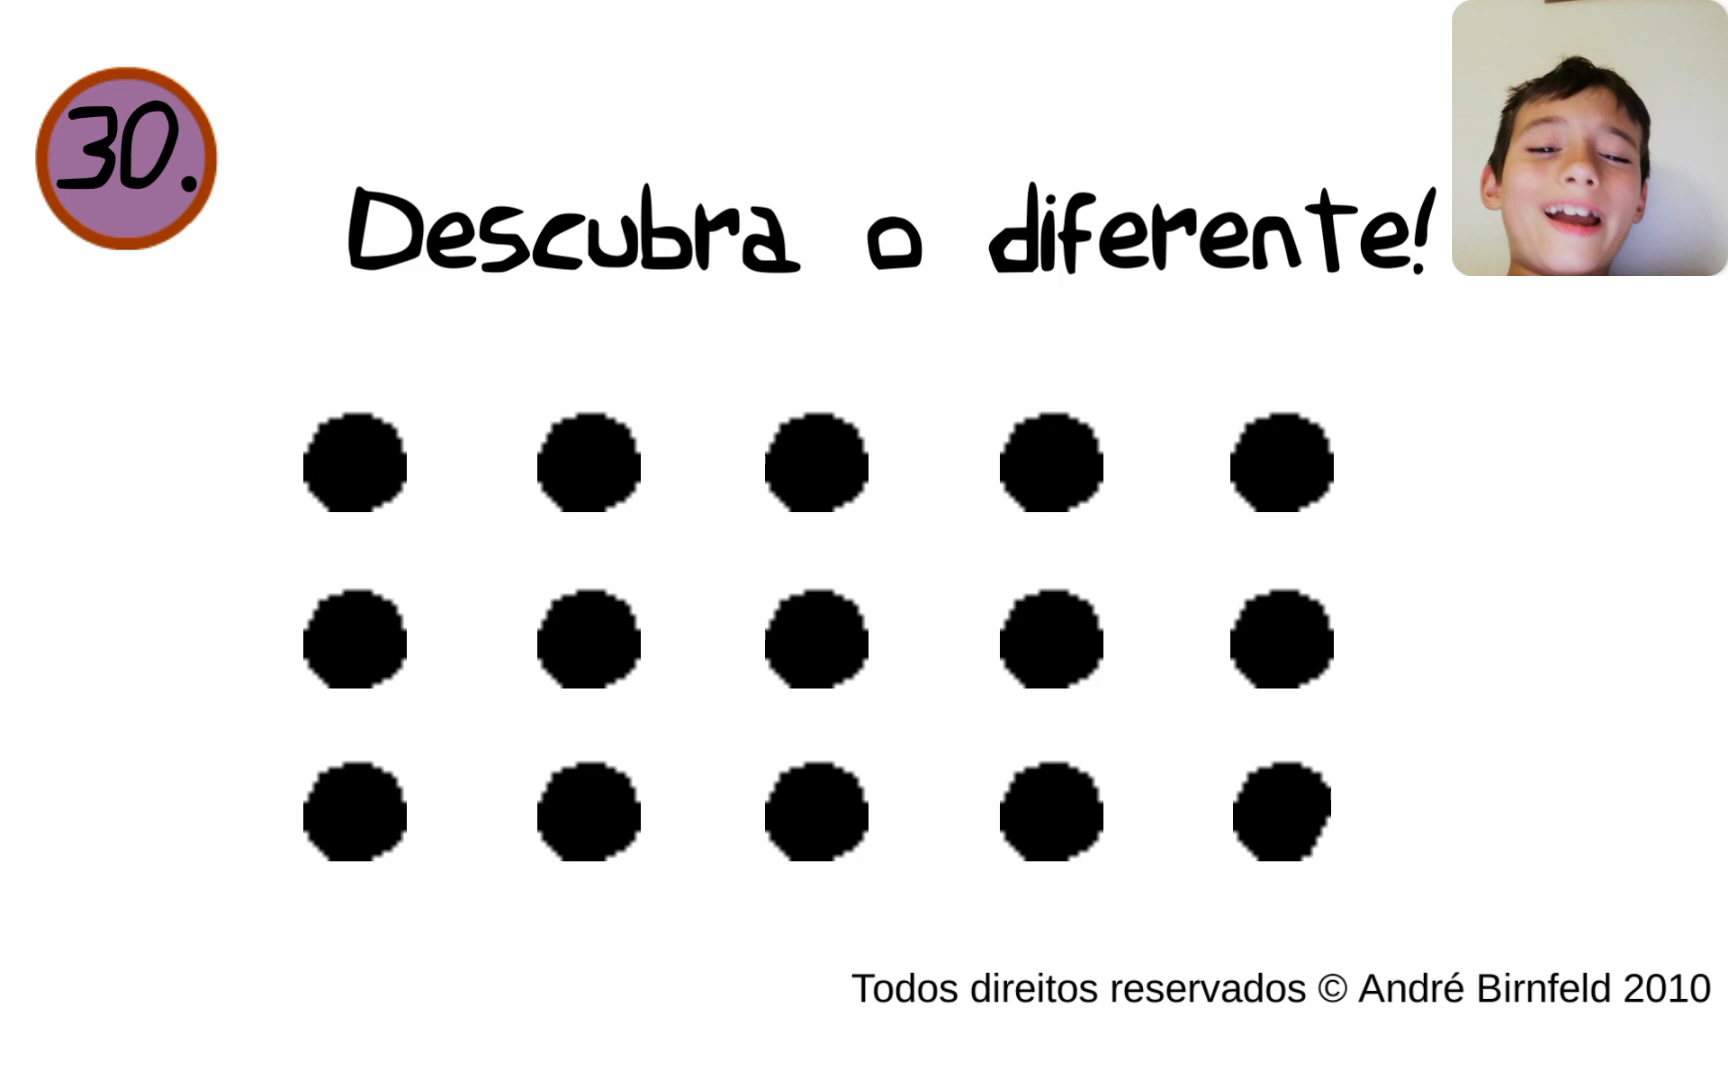 30.
Descubra o diferente!
Todos direitos reservados © André Birnfeld 2010